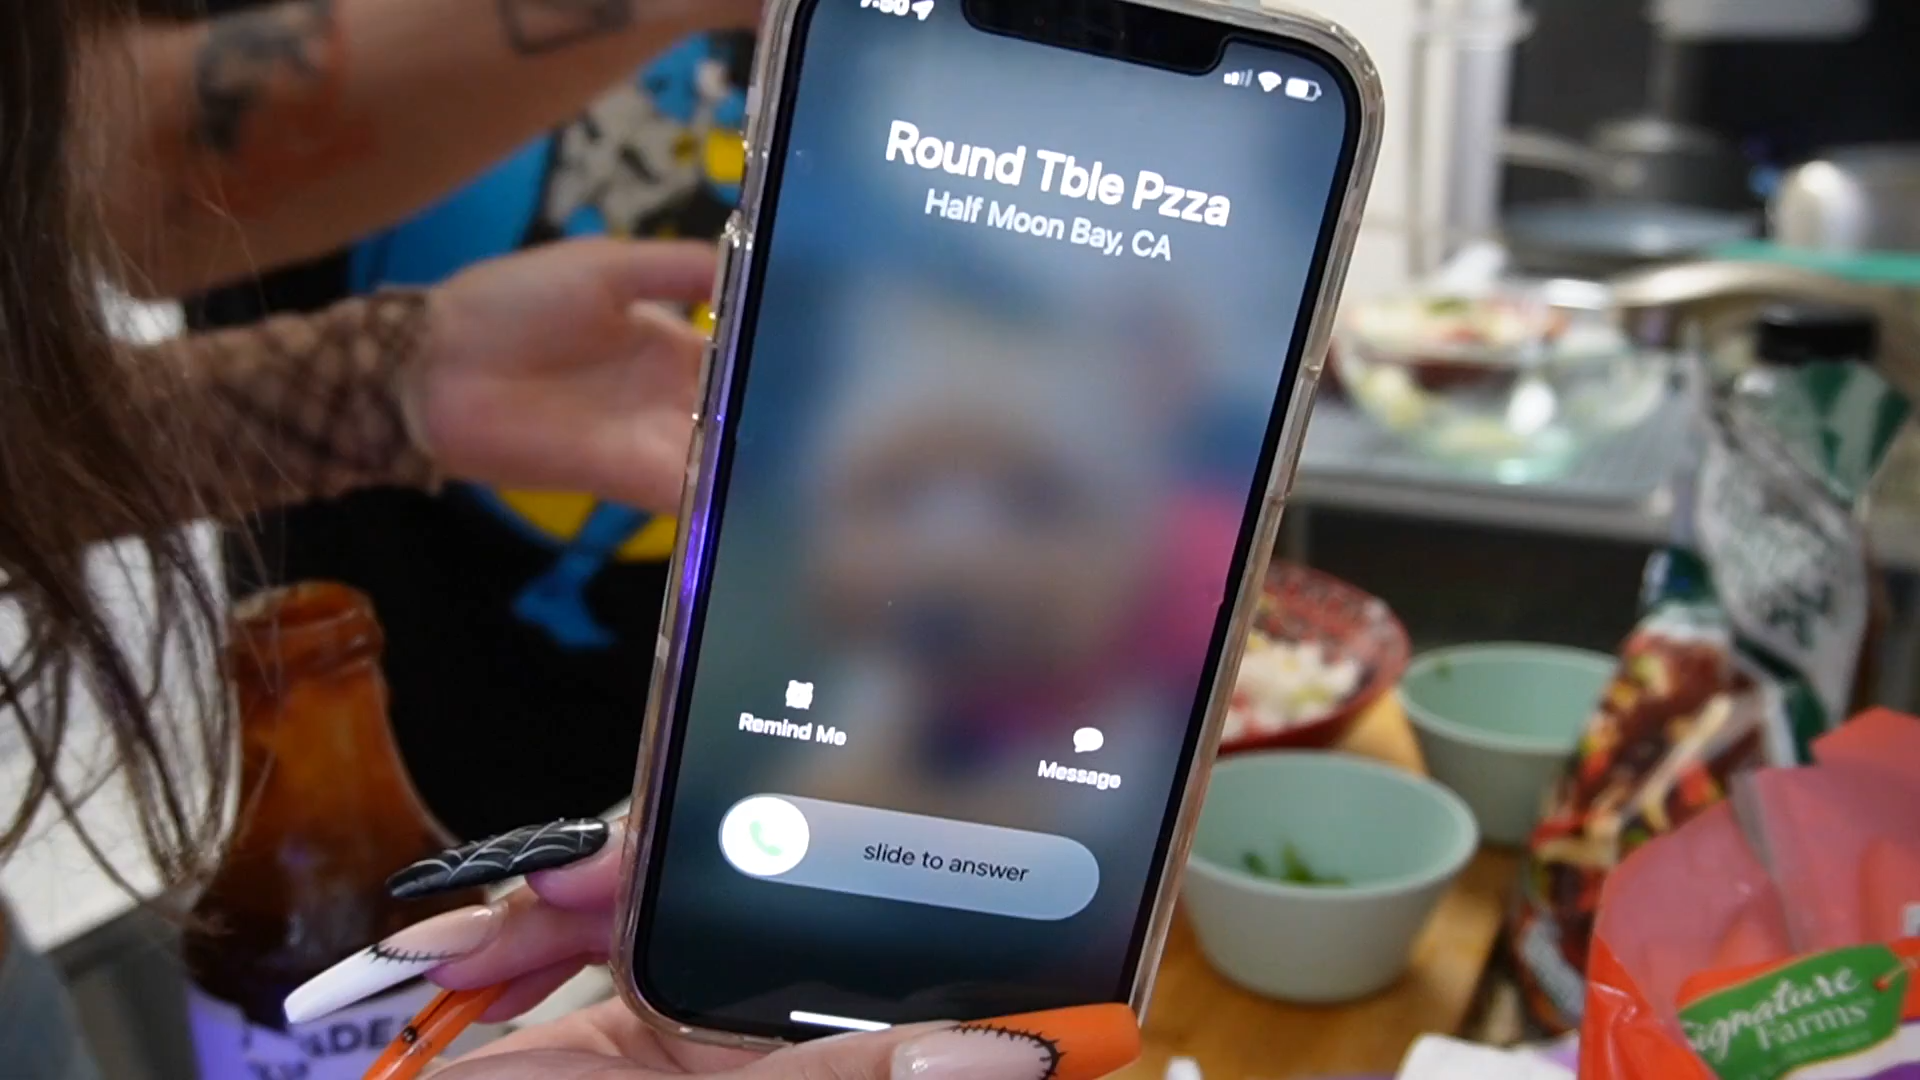 Round Tble Pzza
Half Moon Bay, CA
Remind Me
Message
slide to answer
Signature
Farms